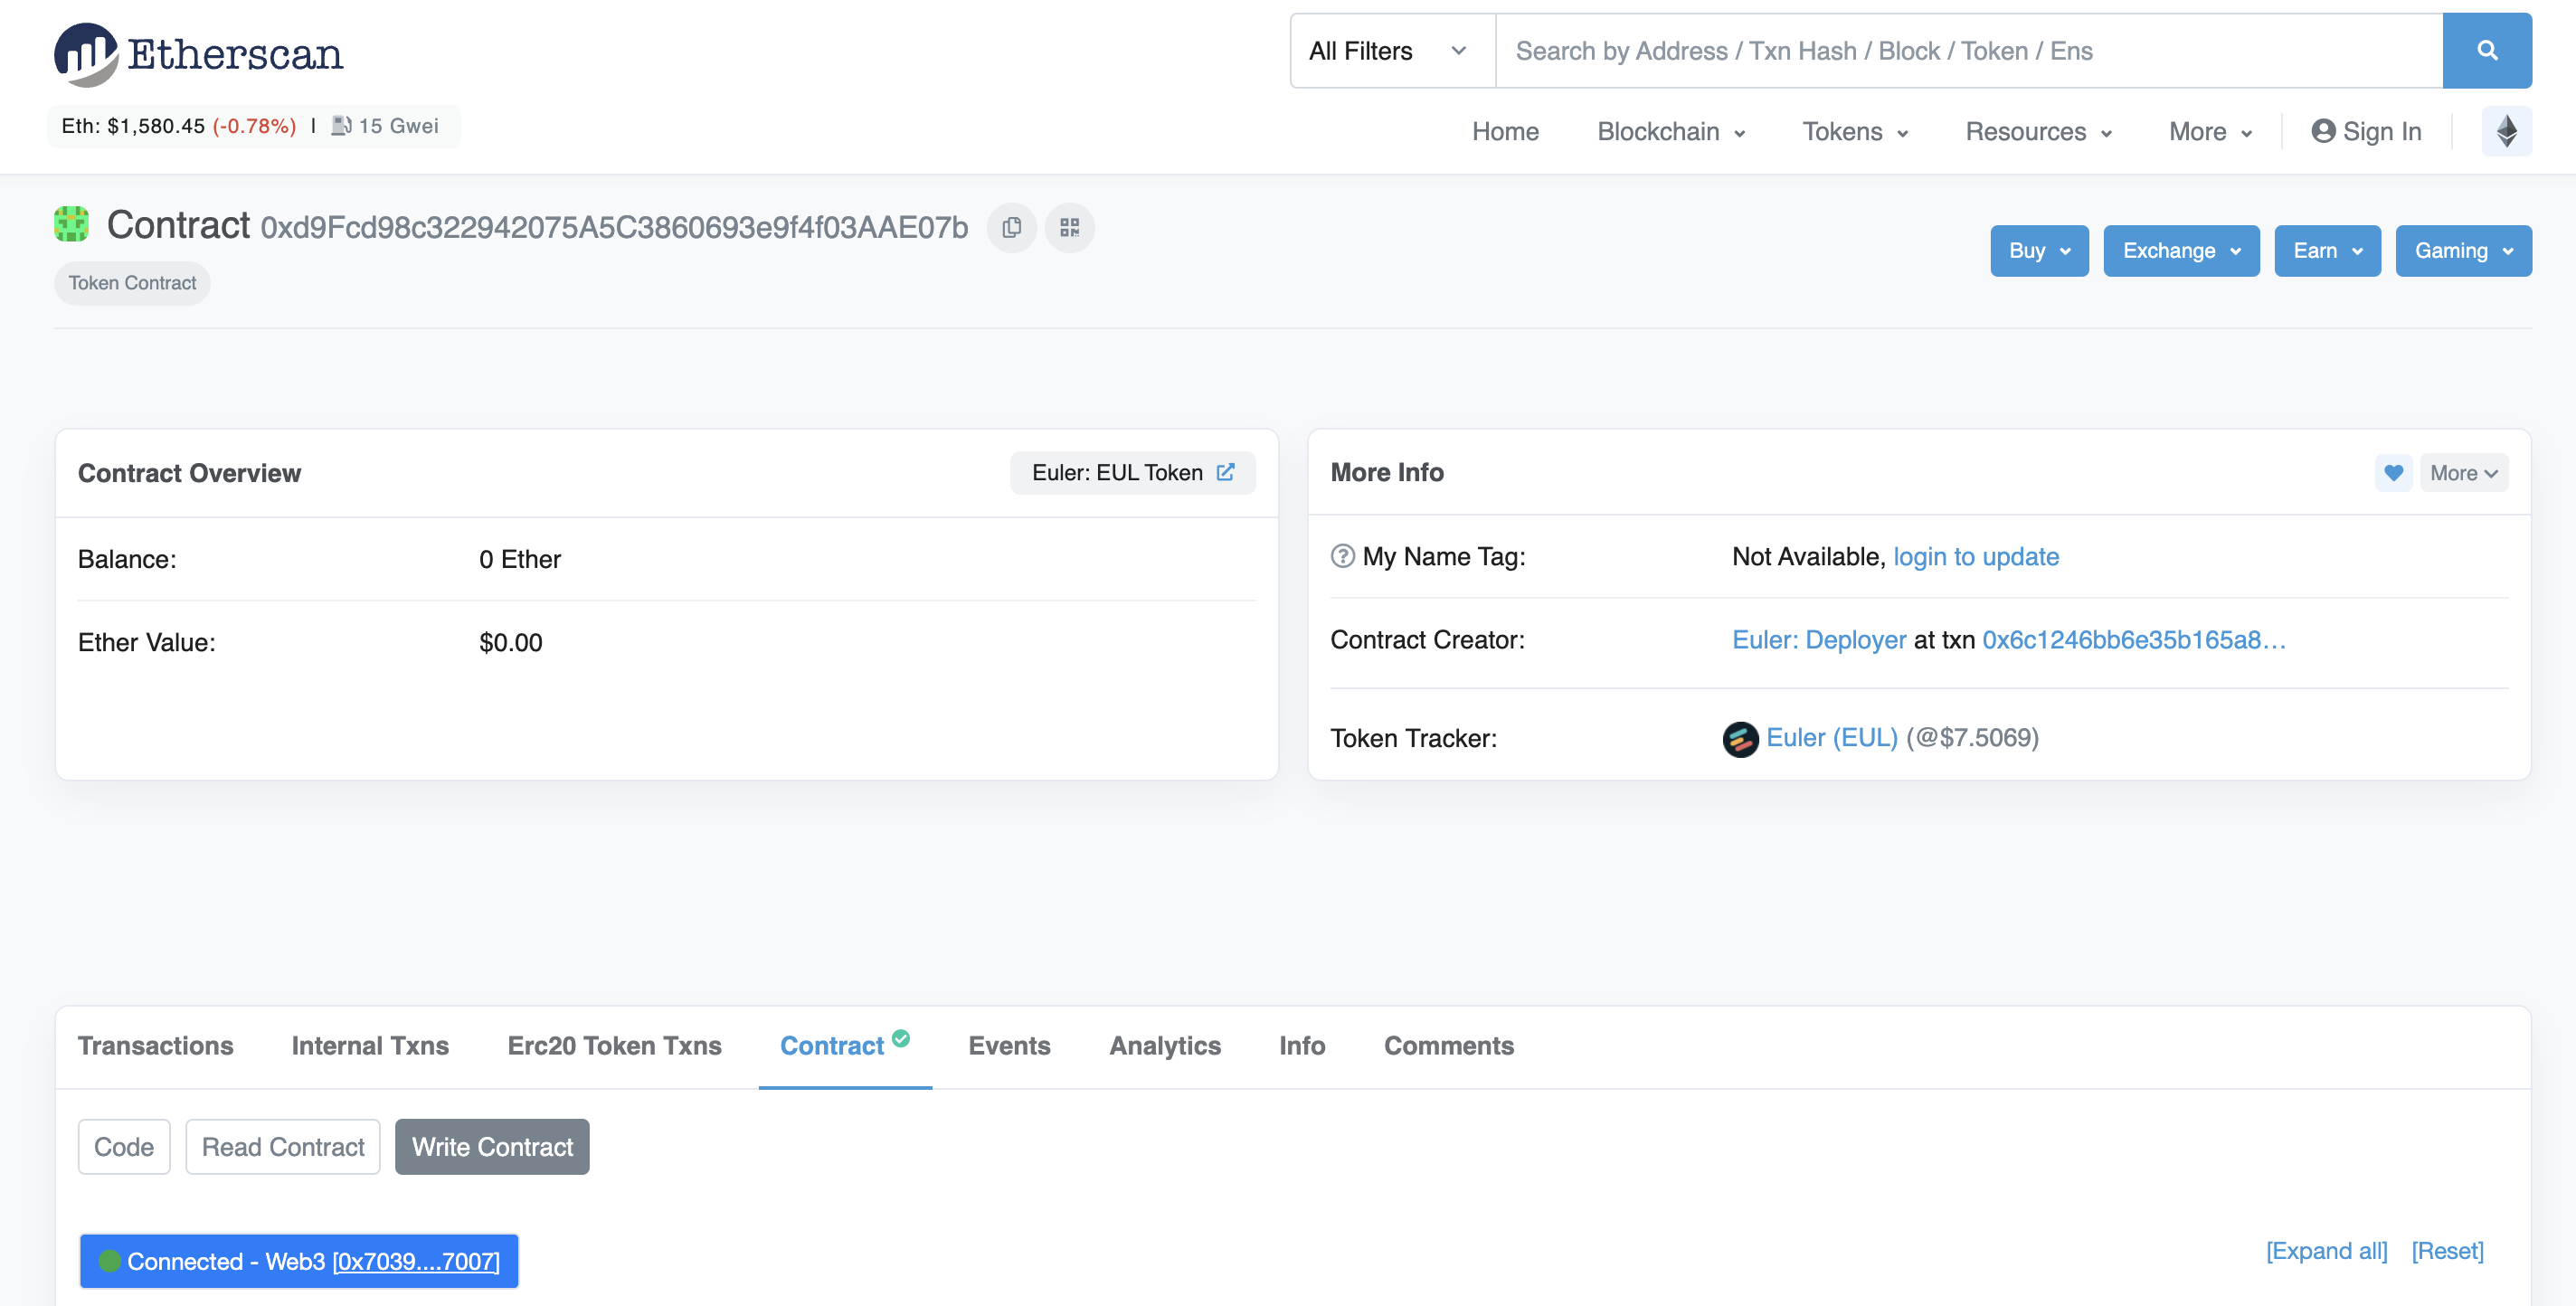 Etherscan
All Filters
Search by Address / Txn Hash / Block / Token / Ens
Eth: $1,580.45 (-0.78%) | 15 Gwei
Home Blockchain Tokens Resources More Sign In
Contract 0xd9Fcd98c322942075A5C3860693e9f4f03AAE07b
Token Contract
Buy Exchange Earn Gaming
Contract Overview
Euler: EUL Token
Balance: 0 Ether
Ether Value: $0.00
More Info
More
My Name Tag: Not Available, login to update
Contract Creator: Euler: Deployer at txn 0x6c1246bb6e35b165a8...
Token Tracker: Euler (EUL) (@$7.5069)
Transactions Internal Txns Erc20 Token Txns Contract Events Analytics Info Comments
Code Read Contract Write Contract
Connected - Web3 [0x7039....7007]
[Expand all] [Reset]